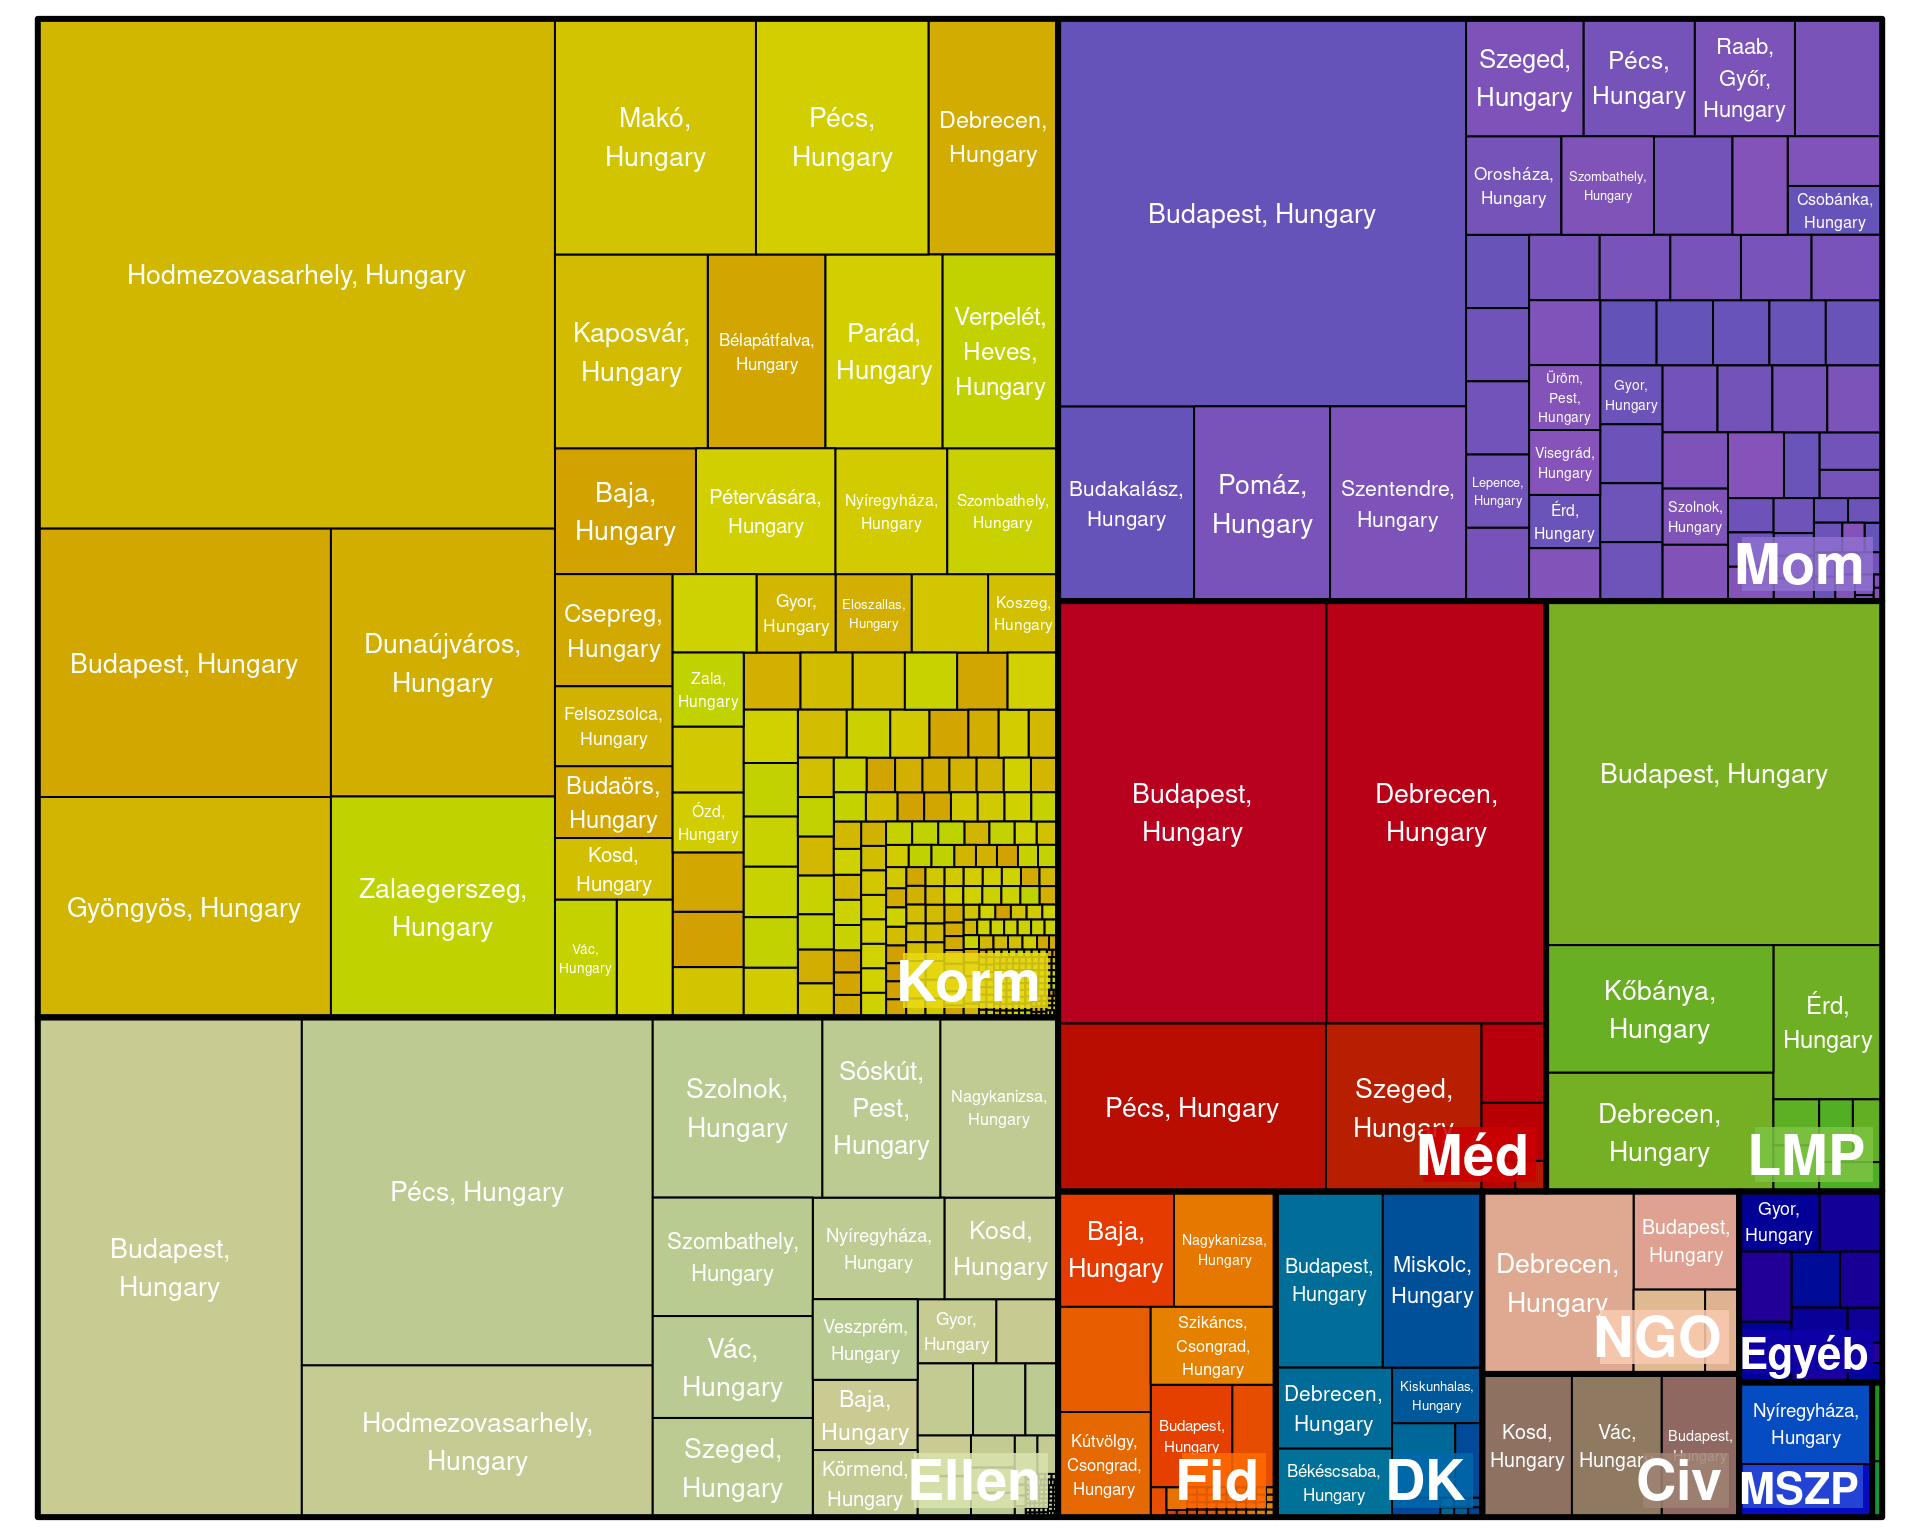 Hodmezovasarhely, Hungary
Makó,
Hungary
Pécs,
Hungary
Debrecen,
Hungary
Kaposvár,
Hungary
Bélapátfalva,
Hungary
Parád,
Hungary
Verpelét,
Heves,
Hungary
Baja,
Hungary
Pétervására,
Hungary
Nyíregyháza,
Hungary
Szombathely,
Hungary
Budapest, Hungary
Dunaújváros,
Hungary
Gyöngyös, Hungary
Zalaegerszeg,
Hungary
Csepreg,
Hungary
Gyor,
Hungary
Eloszallas,
Hungary
Koszeg,
Hungary
Felsozsolca,
Hungary
Zala,
Hungary
Budaörs,
Hungary
Ózd,
Hungary
Kosd,
Hungary
Vác,
Hungary
Korm
Budapest, Hungary
Szeged,
Hungary
Pécs,
Hungary
Raab,
Győr,
Hungary
Orosháza,
Hungary
Szombathely,
Hungary
Csobánka,
Hungary
Budakalász,
Hungary
Pomáz,
Hungary
Szentendre,
Hungary
Üröm,
Pest,
Hungary
Gyor,
Hungary
Visegrád,
Hungary
Lepence,
Hungary
Érd,
Hungary
Szolnok,
Hungary
Mom
Budapest,
Hungary
Debrecen,
Hungary
Pécs, Hungary
Szeged,
Hungary
Méd
Budapest, Hungary
Kőbánya,
Hungary
Érd,
Hungary
Debrecen,
Hungary
LMP
Budapest,
Hungary
Pécs, Hungary
Hodmezovasarhely,
Hungary
Szolnok,
Hungary
Sóskút,
Pest,
Hungary
Nagykanizsa,
Hungary
Szombathely,
Hungary
Nyíregyháza,
Hungary
Kosd,
Hungary
Vác,
Hungary
Veszprém,
Hungary
Gyor,
Hungary
Baja,
Hungary
Szeged,
Hungary
Körmend,
Hungary
Ellen
Baja,
Hungary
Nagykanizsa,
Hungary
Szikáncs,
Csongrad,
Hungary
Kútvölgy,
Csongrad,
Hungary
Budapest,
Hungary
Fid
Budapest,
Hungary
Miskolc,
Hungary
Debrecen,
Hungary
Kiskunhalas,
Hungary
Békéscsaba,
Hungary
DK
Debrecen,
Hungary
Budapest,
Hungary
NGO
Kosd,
Hungary
Vác,
Hungary
Budapest,
Hungary
Civ
Gyor,
Hungary
Egyéb
Nyíregyháza,
Hungary
MSZP